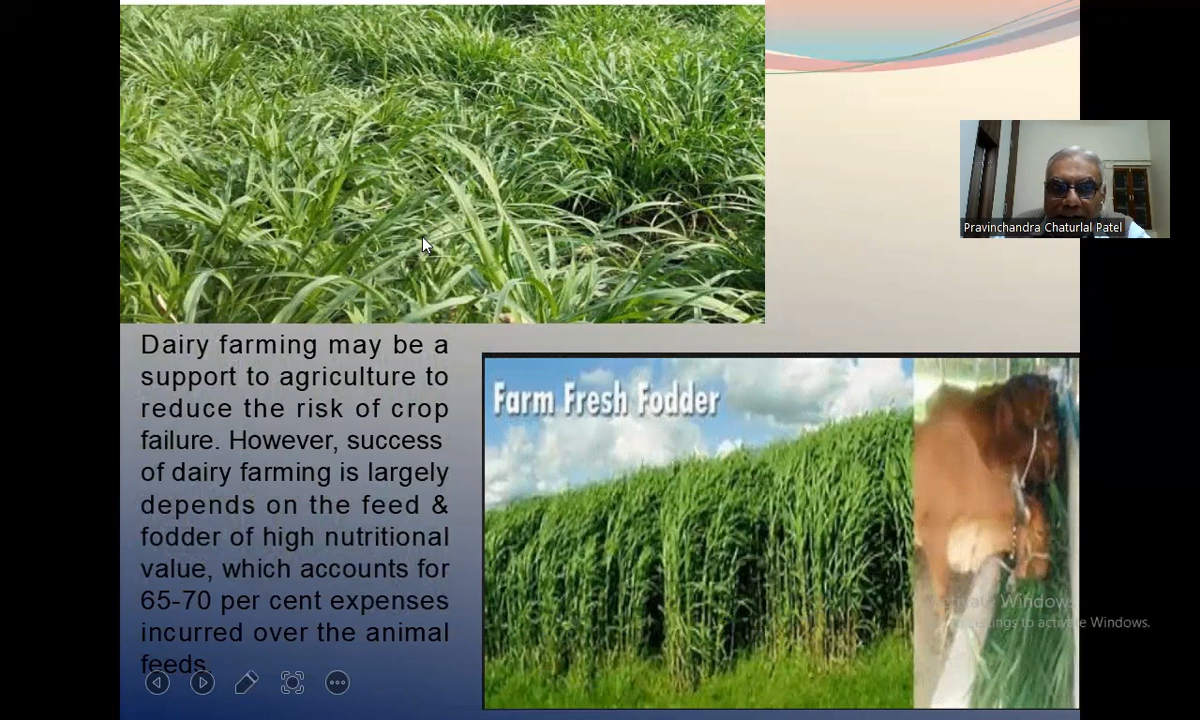 Pravinchandra Chaturlal Patel
Dairy farming may be a
support to agriculture to
reduce the risk of crop
failure. However, success
of dairy farming is largely
depends on the feed &
fodder of high nutritional
value, which accounts for
65-70 per cent expenses
incurred over the animal
feeds.
Farm Fresh Fodder
Windows
to activate Windows.